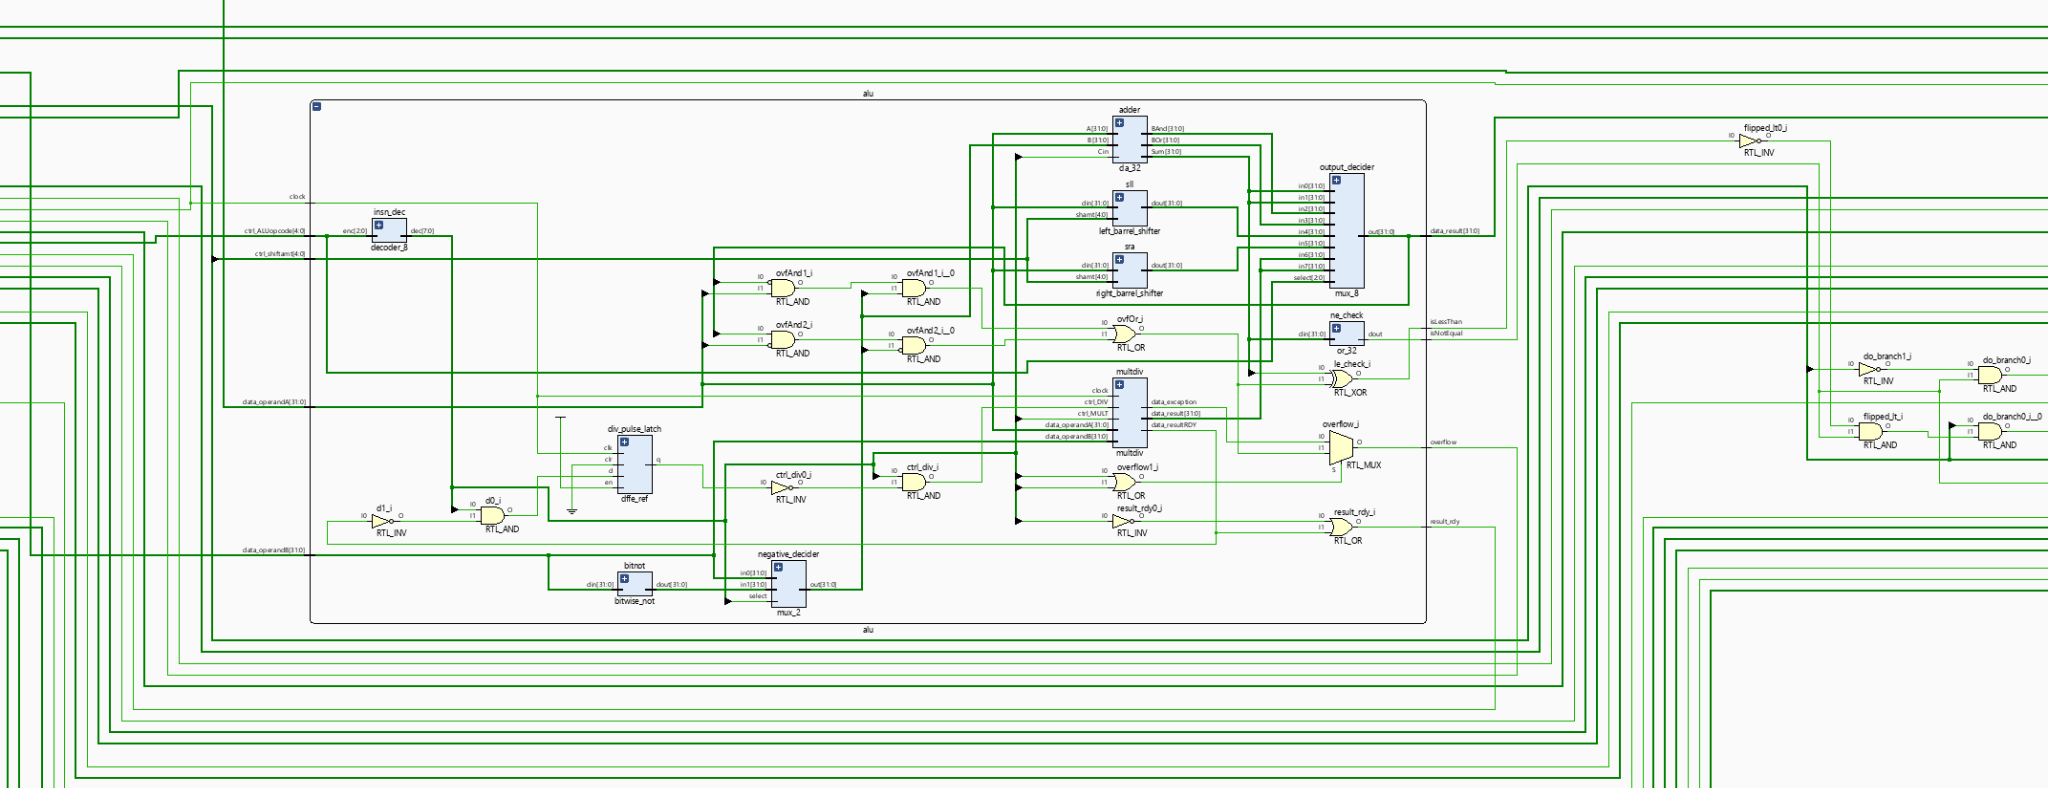 alu
clock
ctrl_ALUopcode[4:0]
ctrl_shiftamt[4:0]
data_operandA[31:0]
data_operandB[31:0]
insn_dec
enc[2:0]
dec[7:0]
decoder_8
d1_i
I0
O
RTL_INV
d0_i
I0
I1
O
RTL_AND
div_pulse_latch
clk
clr
d
en
q
dffe_ref
bitnot
din[31:0]
dout[31:0]
bitwise_not
negative_decider
in0[31:0]
in1[31:0]
select
out[31:0]
mux_2
ovfAnd1_i
I0
I1
O
RTL_AND
ovfAnd2_i
I0
I1
O
RTL_AND
ctrl_div0_i
I0
O
RTL_INV
ovfAnd1_i__0
I0
I1
O
RTL_AND
ovfAnd2_i__0
I0
I1
O
RTL_AND
ctrl_div_i
I0
I1
O
RTL_AND
adder
A[31:0]
B[31:0]
Cin
BAnd[31:0]
BOr[31:0]
Sum[31:0]
cla_32
sll
din[31:0]
shamt[4:0]
dout[31:0]
left_barrel_shifter
sra
din[31:0]
shamt[4:0]
dout[31:0]
right_barrel_shifter
ovfOr_i
I0
I1
O
RTL_OR
multdiv
clock
ctrl_DIV
ctrl_MULT
data_operandA[31:0]
data_operandB[31:0]
data_exception
data_result[31:0]
data_resultRDY
multdiv
overflow1_i
I0
I1
O
RTL_OR
result_rdy0_i
I0
O
RTL_INV
output_decider
in0[31:0]
in1[31:0]
in2[31:0]
in3[31:0]
in4[31:0]
in5[31:0]
in6[31:0]
in7[31:0]
select[2:0]
out[31:0]
mux_8
ne_check
din[31:0]
dout
or_32
le_check_i
I0
I1
O
RTL_XOR
overflow_i
I0
I1
S
O
RTL_MUX
result_rdy_i
I0
I1
O
RTL_OR
data_result[31:0]
isLessThan
isNotEqual
overflow
result_rdy
alu
flipped_lt0_i
I0
O
RTL_INV
do_branch1_i
I0
O
RTL_INV
flipped_lt_i
I0
I1
O
RTL_AND
do_branch0_i
I0
I1
O
RTL_AND
do_branch0_i__0
I0
I1
O
RTL_AND